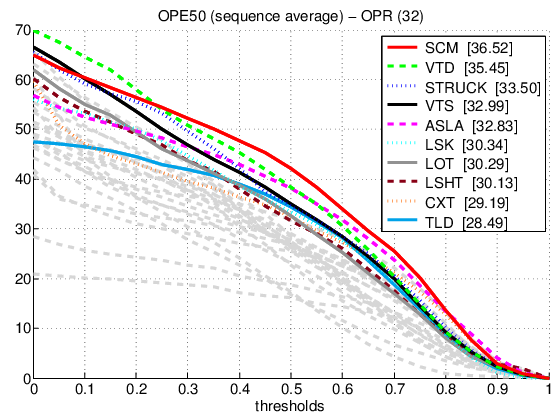 OPE50 (sequence average) – OPR (32)
70
60
50
40
30
20
10
0
SCM [36.52]
VTD [35.45]
STRUCK [33.50]
VTS [32.99]
ASLA [32.83]
LSK [30.34]
LOT [30.29]
LSHT [30.13]
CXT [29.19]
TLD [28.49]
0 0.1 0.2 0.3 0.4 0.5 0.6 0.7 0.8 0.9 1
thresholds